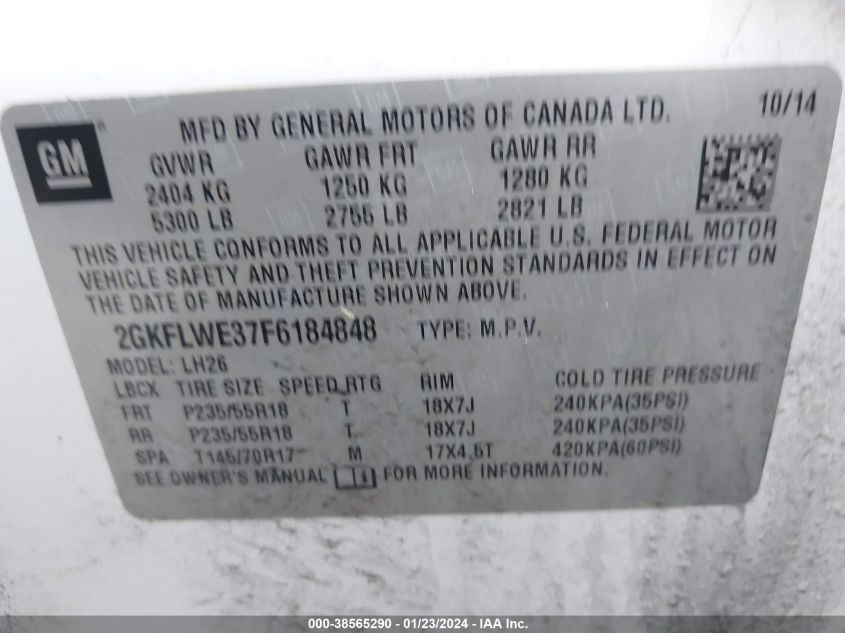 GM ® MFD BY GENERAL MOTORS OF CANADA LTD. 10/14
GVWR GAWR FRT GAWR RR
2404 KG 1250 KG 1280 KG
5300 LB 2755 LB 2821 LB
THIS VEHICLE CONFORMS TO ALL APPLICABLE U.S. FEDERAL MOTOR
VEHICLE SAFETY AND THEFT PREVENTION STANDARDS IN EFFECT ON
THE DATE OF MANUFACTURE SHOWN ABOVE.
2GKFLWE37F6184848 TYPE: M.P.V.
MODEL: LH26
LBCX TIRE SIZE SPEED RTG RIM COLD TIRE PRESSURE
FRT P235/55R18 T 18X7J 240KPA(35PSI)
RR P235/55R18 T 18X7J 240KPA(35PSI)
SPA T145/70R17 M 17X4.5T 420KPA(60PSI)
SEE OWNER'S MANUAL FOR MORE INFORMATION.
000-38565290 - 01/23/2024 - IAA Inc.